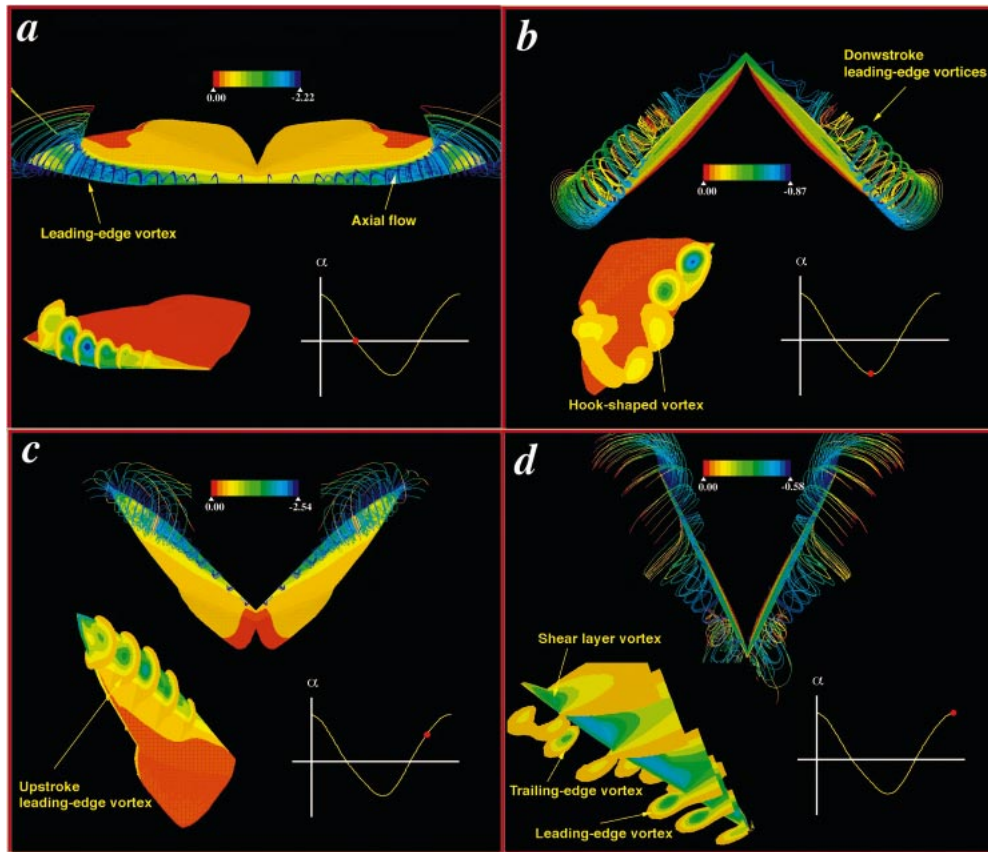 a
0.00 -2.22
Leading-edge vortex
Axial flow
α
b
Donwstroke
leading-edge vortices
0.00 -0.87
α
Hook-shaped vortex
c
0.00 -2.54
α
Upstroke
leading-edge vortex
d
0.00 -0.58
Shear layer vortex
α
Trailing-edge vortex
Leading-edge vortex